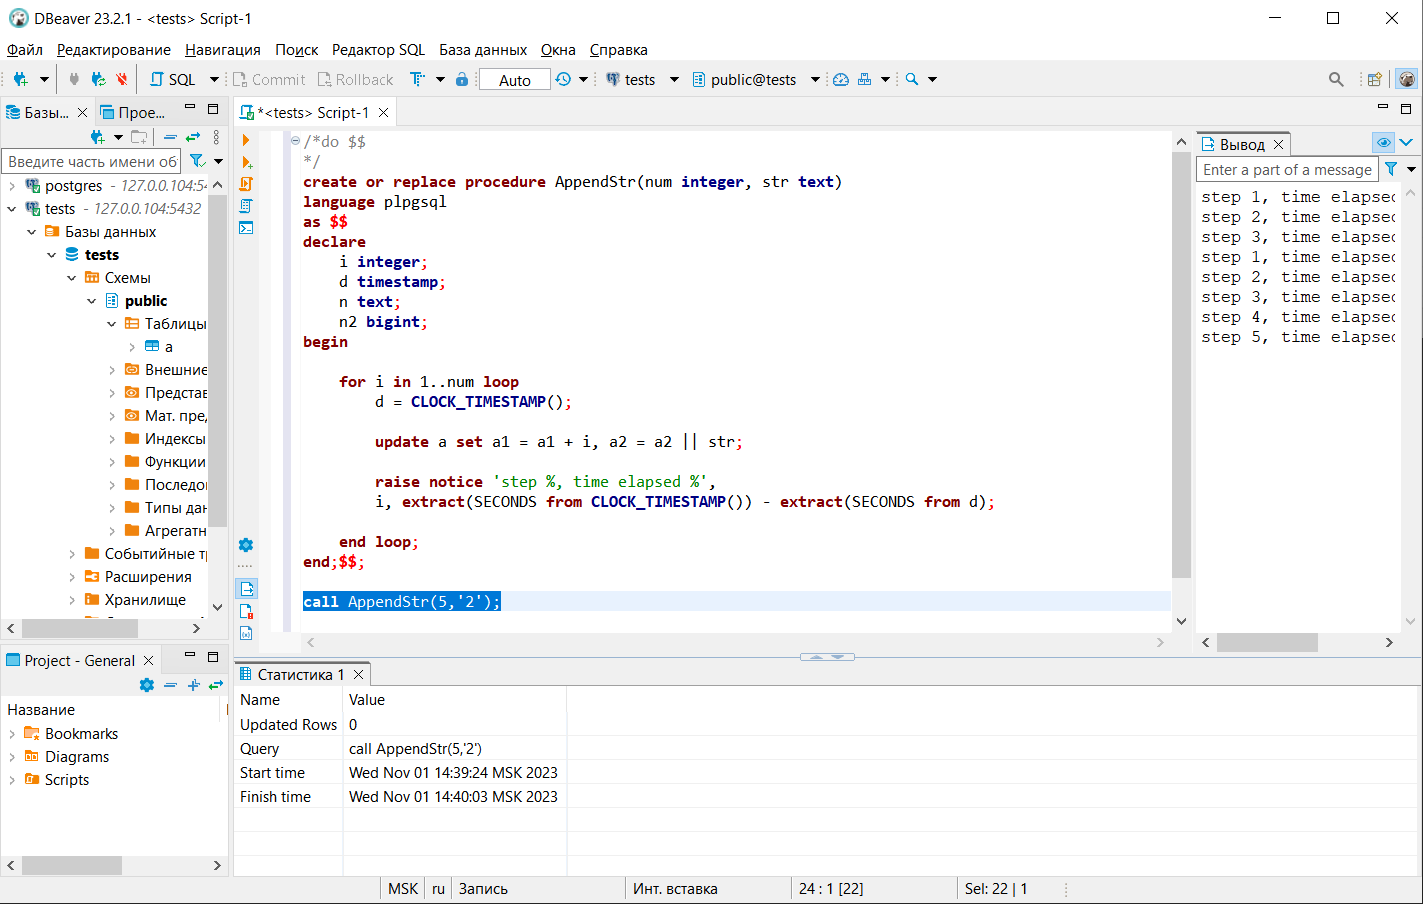 DBeaver 23.2.1 - <tests> Script-1
Файл Редактирование Навигация Поиск Редактор SQL База данных Окна Справка
SQL Commit Rollback Auto tests public@tests
Базы... Прое...
Введите часть имени об
postgres - 127.0.0.104:54
tests - 127.0.0.104:5432
Базы данных
tests
Схемы
public
Таблицы
a
Внешние
Представ
Мат. пред
Индексы
Функции
Последо
Типы дан
Агрегатн
Событийные т
Расширения
Хранилище
*<tests> Script-1
/*do $$
*/
create or replace procedure AppendStr(num integer, str text)
language plpgsql
as $$
declare
i integer;
d timestamp;
n text;
n2 bigint;
begin
for i in 1..num loop
d = CLOCK_TIMESTAMP();
update a set a1 = a1 + i, a2 = a2 || str;
raise notice 'step %, time elapsed %',
i, extract(SECONDS from CLOCK_TIMESTAMP()) - extract(SECONDS from d);
end loop;
end;$$;
call AppendStr(5,'2');
Вывод
Enter a part of a message
step 1, time elapsed
step 2, time elapsed
step 3, time elapsed
step 1, time elapsed
step 2, time elapsed
step 3, time elapsed
step 4, time elapsed
step 5, time elapsed
Project - General
Название
Bookmarks
Diagrams
Scripts
Статистика 1
Name Value
Updated Rows 0
Query call AppendStr(5,'2')
Start time Wed Nov 01 14:39:24 MSK 2023
Finish time Wed Nov 01 14:40:03 MSK 2023
MSK ru Запись Инт. вставка 24 : 1 [22] Sel: 22 | 1